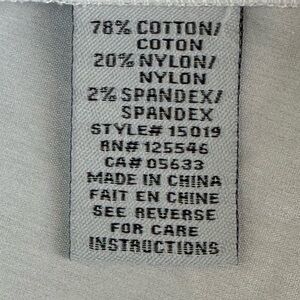 78% COTTON/
COTON
20% NYLON/
NYLON
2% SPANDEX/
SPANDEX
STYLE# 15019
RN# 125546
CA# 05633
MADE IN CHINA
FAIT EN CHINE
SEE REVERSE
FOR CARE
INSTRUCTIONS